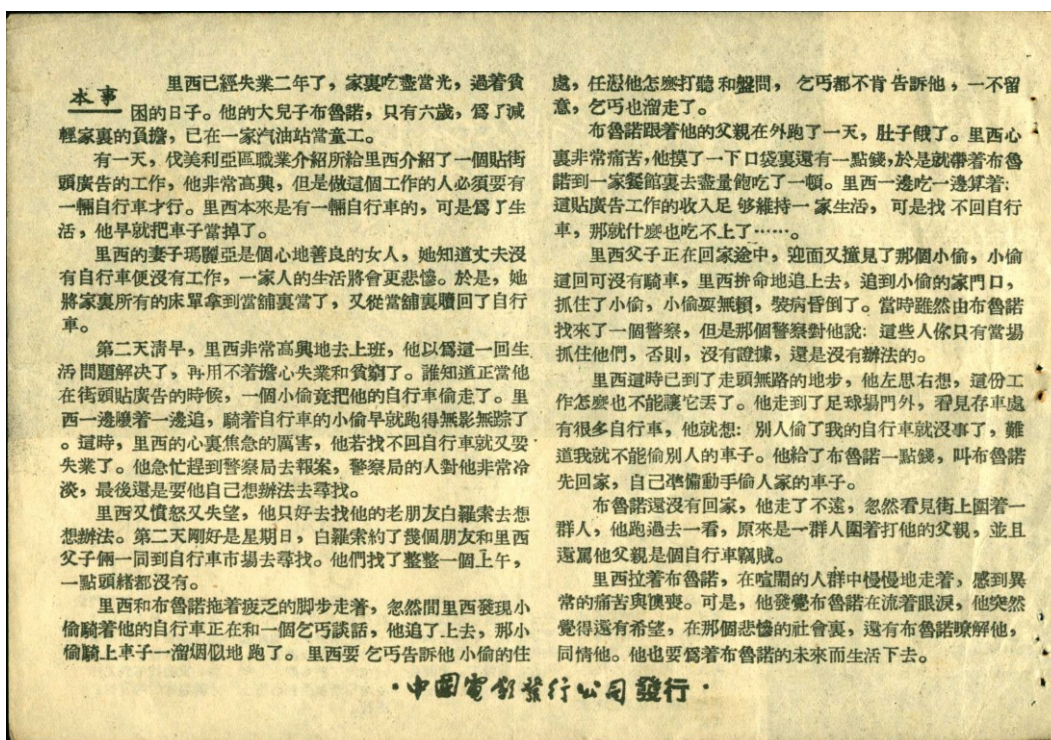 本事
里西已經失業二年了，家裏吃盡當光，過着貧
困的日子。他的大兒子布魯諾，只有六歲，爲了減
輕家裏的負擔，已在一家汽油站當童工。
有一天，伐美利亞區職業介紹所給里西介紹了一個貼街
頭廣告的工作，他非常高興，但是做這個工作的人必須要有
一輛自行車才行。里西本來是有一輛自行車的，可是爲了生
活，他早就把車子當掉了。
里西的妻子瑪麗亞是個心地善良的女人，她知道丈夫沒
有自行車便沒有工作，一家人的生活將會更悲慘。於是，她
將家裏所有的床單拿到當舖裏當了，又從當舖裏贖回了自行
車。
第二天清早，里西非常高興地去上班，他以爲這一回生
活問題解决了，再用不着擔心失業和貧窮了。誰知道正當他
在街頭貼廣告的時候，一個小偷竟把他的自行車偷走了。里
西一邊嚷着一邊追，騎着自行車的小偷早就跑得無影無踪了
。這時，里西的心裏焦急的厲害，他若找不回自行車就又要
失業了。他急忙趕到警察局去報案，警察局的人對他非常冷
淡，最後還是要他自己想辦法去尋找。
里西又憤怒又失望，他只好去找他的老朋友白羅索去想
想辦法。第二天剛好是星期日，白羅索約了幾個朋友和里西
父子倆一同到自行車市場去尋找。他們找了整整一個上午，
一點頭緒都沒有。
里西和布魯諾拖着疲乏的脚步走着，忽然間里西發現小
偷騎着他的自行車正在和一個乞丐談話，他追了上去，那小
偷騎上車子一溜烟似地跑了。里西要乞丐告訴他小偷的住
處，任憑他怎麽打聽和盤問，乞丐都不肯告訴他，一不留
意，乞丐也溜走了。
布魯諾跟着他的父親在外跑了一天，肚子餓了。里西心
裏非常痛苦，他摸了一下口袋裏還有一點錢，於是就帶着布魯
諾到一家餐館裏去盡量飽吃了一頓。里西一邊吃一邊算着：
這貼廣告工作的收入足够維持一家生活，可是找不回自行
車，那就什麽也吃不上了……。
里西父子正在回家途中，迎面又撞見了那個小偷，小偷
這回可沒有騎車，里西拚命地追上去，追到小偷的家門口，
抓住了小偷，小偷耍無賴，裝病昏倒了。當時雖然由布魯諾
找來了一個警察，但是那個警察對他說：這些人你只有當場
抓住他們，否則，沒有證據，還是沒有辦法的。
里西這時已到了走頭無路的地步，他左思右想，這份工
作怎麽也不能讓它丟了。他走到了足球場門外，看見存車處
有很多自行車，他就想：別人偷了我的自行車就沒事了，難
道我就不能偷別人的車子。他給了布魯諾一點錢，叫布魯諾
先回家，自己準備動手偷人家的車子。
布魯諾還沒有回家，他走了不遠，忽然看見街上圍着一
群人，他跑過去一看，原來是一群人圍着打他的父親，並且
還罵他父親是個自行車竊賊。
里西拉着布魯諾，在喧鬧的人群中慢慢地走着，感到異
常的痛苦與懊喪。可是，他發覺布魯諾在流着眼淚，他突然
覺得還有希望，在那個悲慘的社會裏，還有布魯諾暸解他，
同情他。他也要爲着布魯諾的未來而生活下去。
·中國電影發行公司發行·